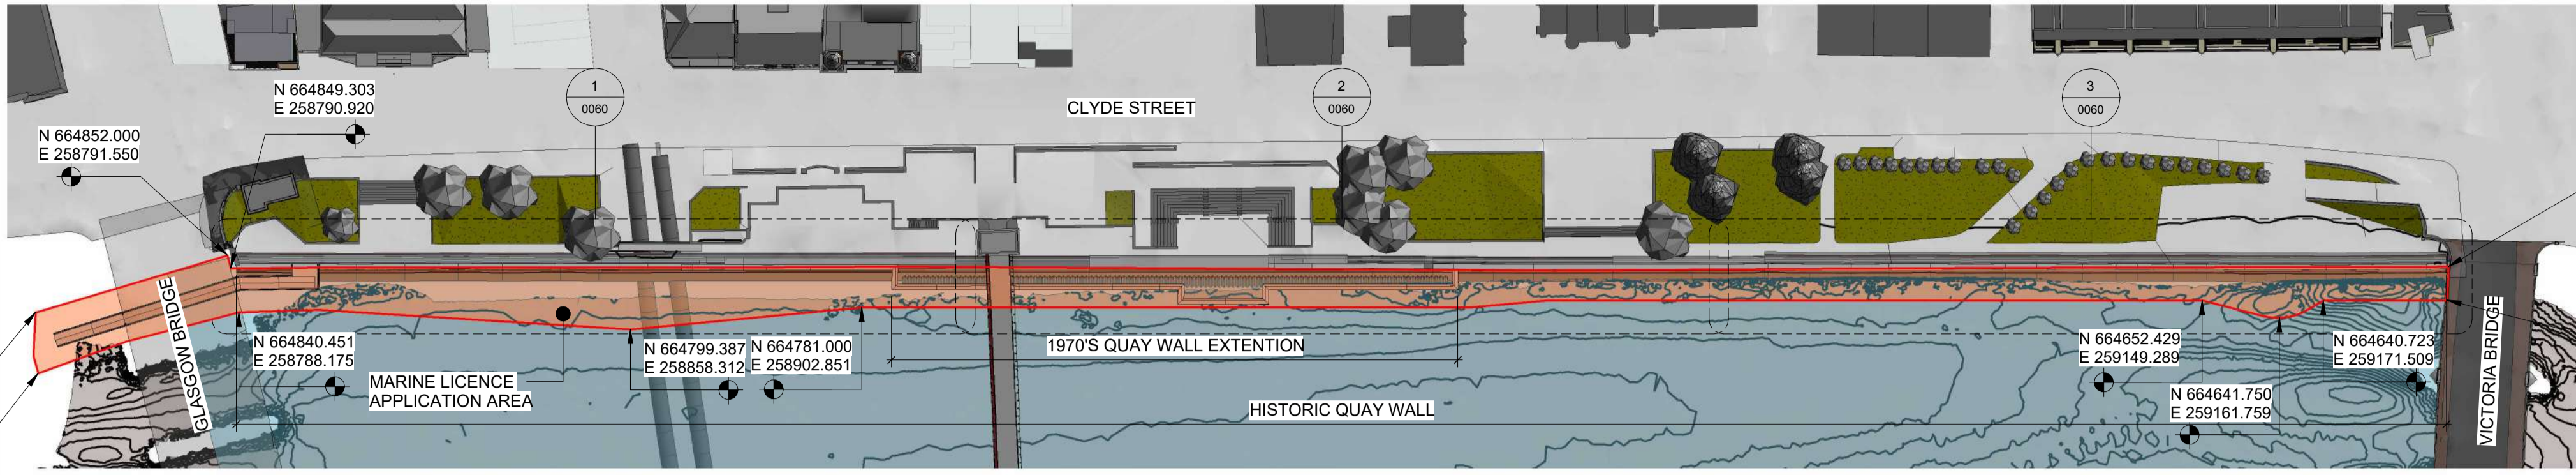 N 664849.303
E 258790.920
1
0060
2
0060
CLYDE STREET
3
0060
N 664852.000
E 258791.550
GLASGOW BRIDGE
N 664840.451
E 258788.175
MARINE LICENCE
APPLICATION AREA
N 664799.387
E 258858.312
N 664781.000
E 258902.851
1970'S QUAY WALL EXTENTION
HISTORIC QUAY WALL
N 664652.429
E 259149.289
N 664641.750
E 259161.759
N 664640.723
E 259171.509
VICTORIA BRIDGE